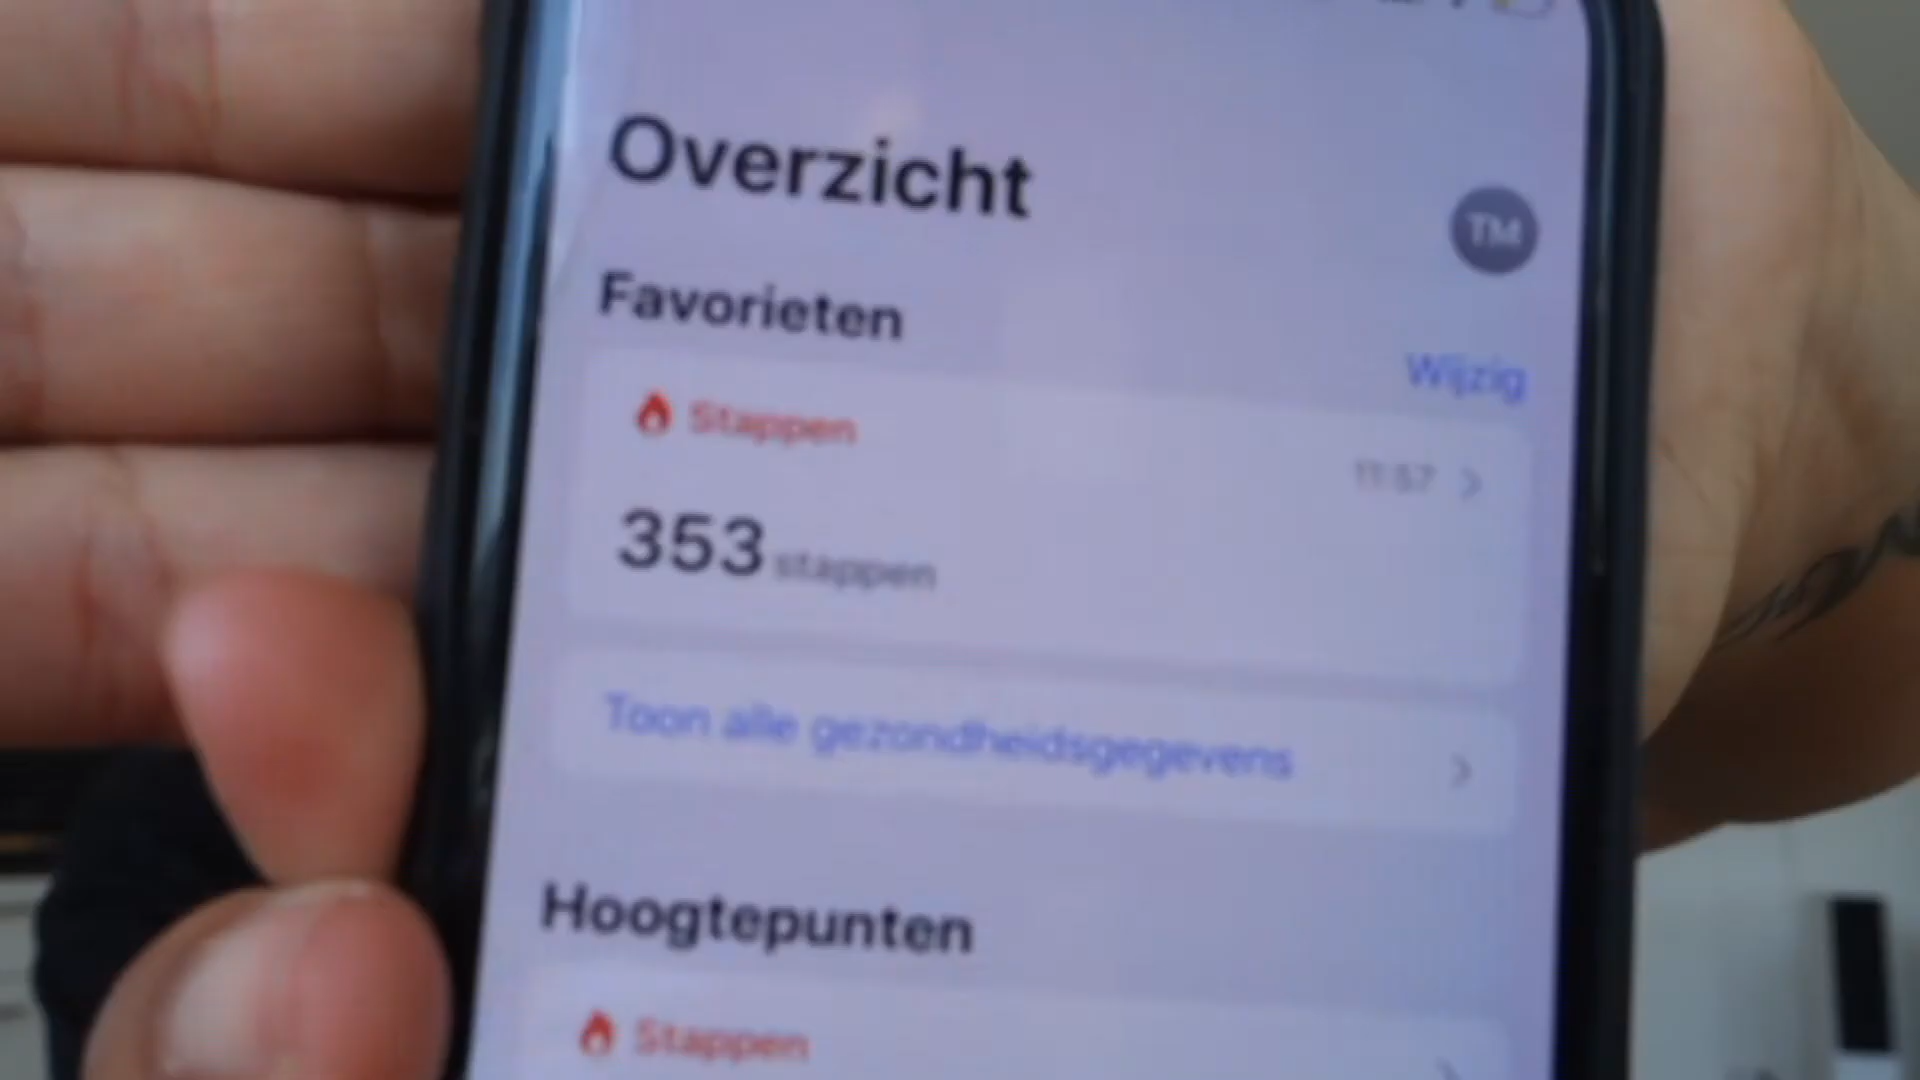 Overzicht
TM
Favorieten
Wijzig
Stappen
11:57
353 stappen
Toon alle gezondheidsgegevens
Hoogtepunten
Stappen